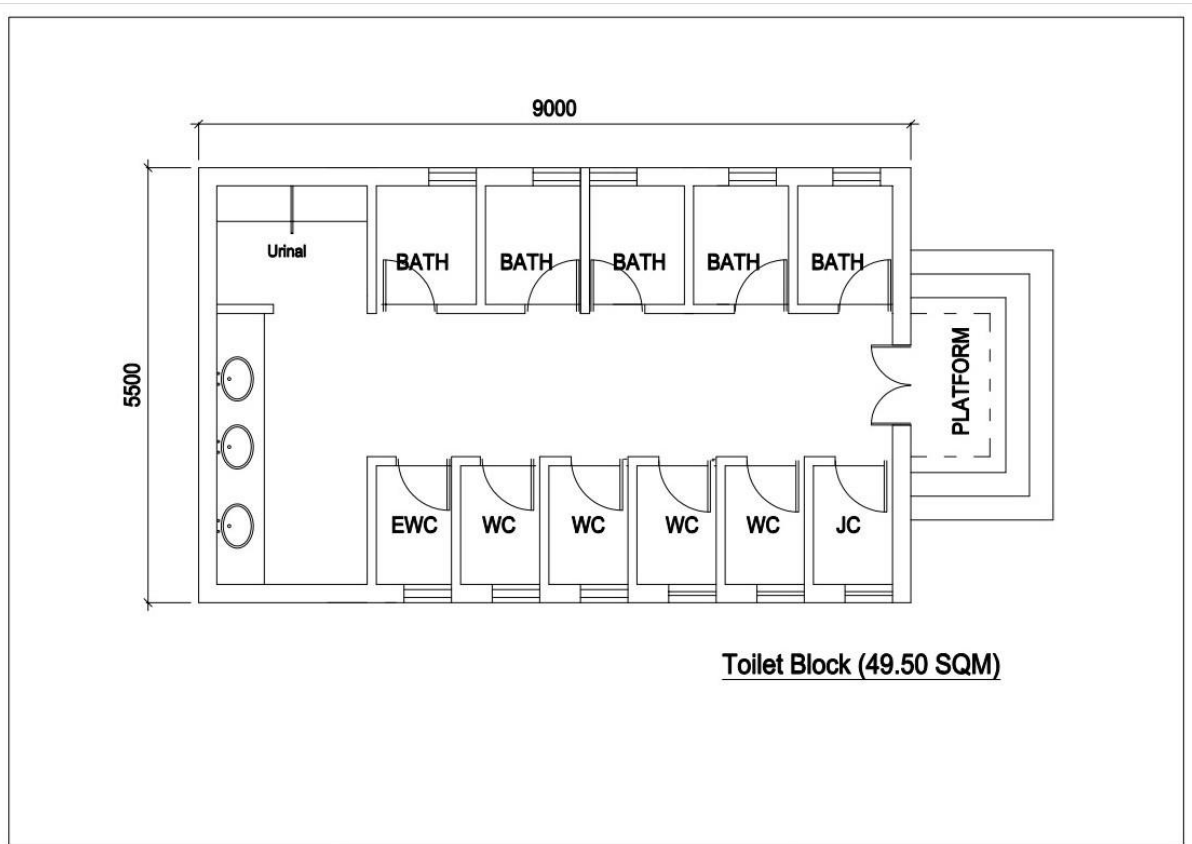 9000
5500
Urinal
BATH BATH BATH BATH BATH
PLATFORM
EWC WC WC WC WC JC
Toilet Block (49.50 SQM)